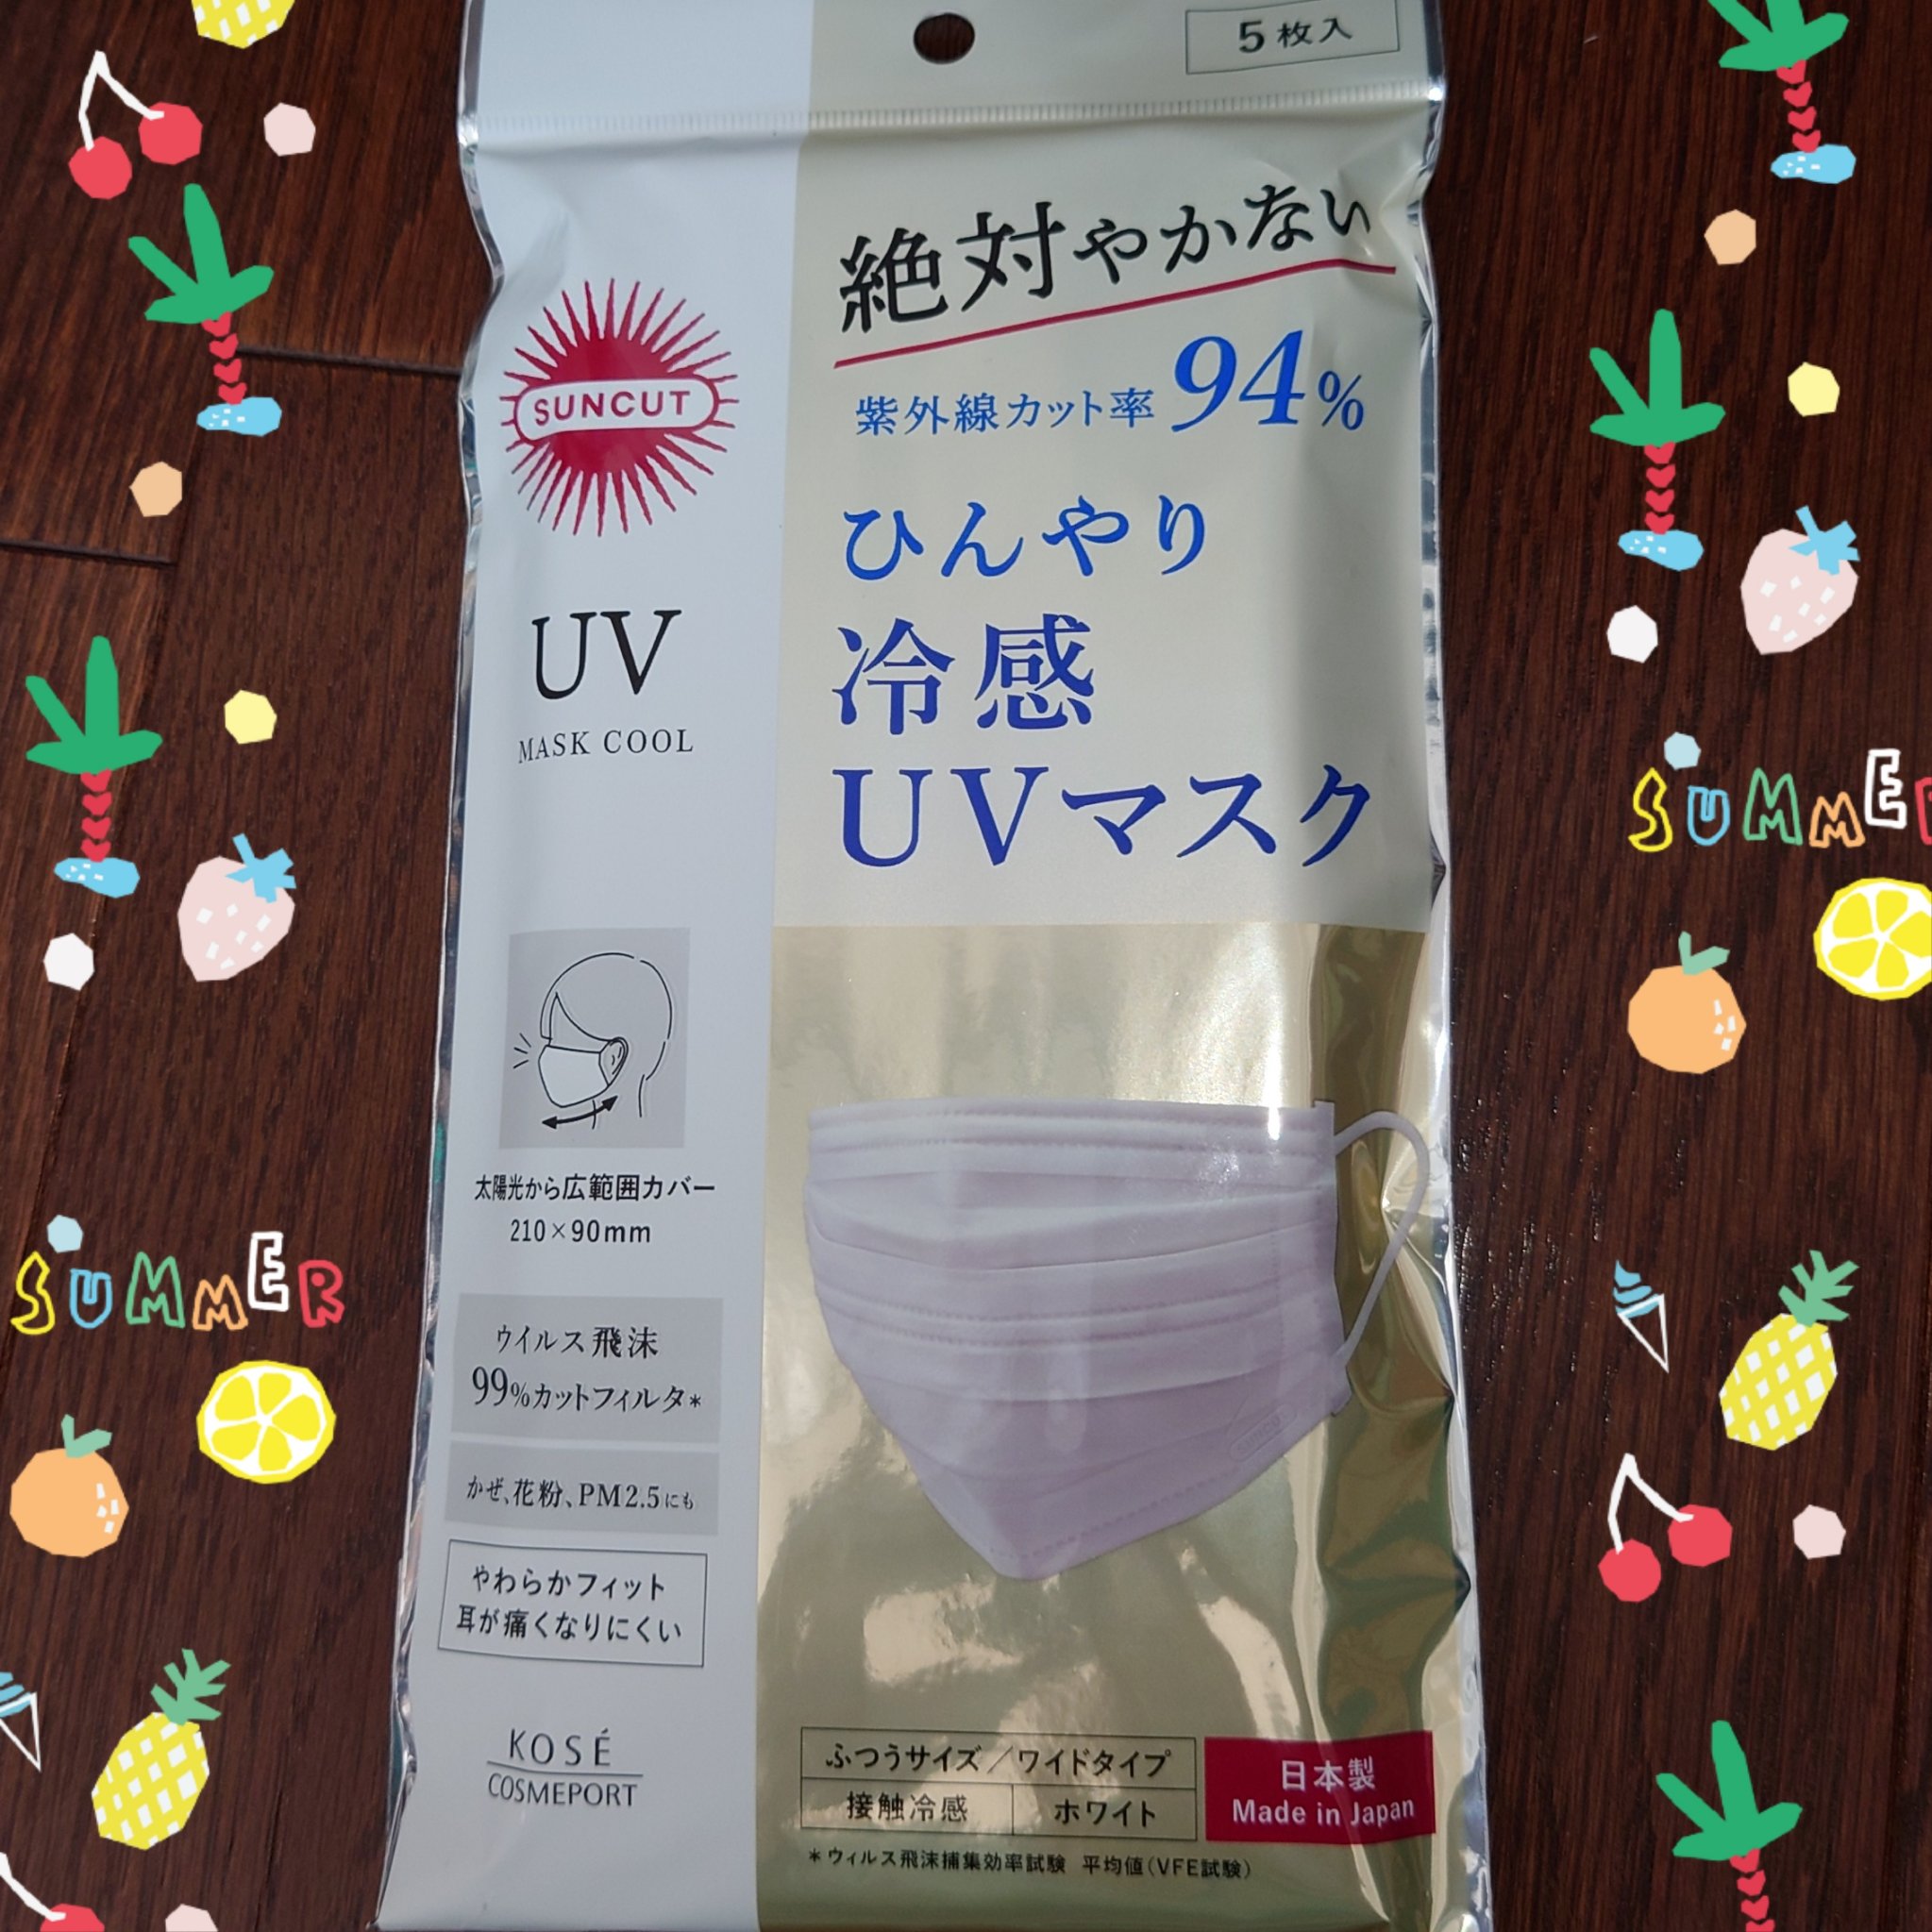 5枚入
絶対やかない
紫外線カット率94%
ひんやり
冷感
UVマスク
SUNCUT
UV
MASK COOL
太陽光から広範囲カバー
210×90mm
ウイルス飛沫
99%カットフィルタ*
かぜ、花粉、PM2.5にも
やわらかフィット
耳が痛くなりにくい
KOSÉ
COSMEPORT
ふつうサイズ/ワイドタイプ
接触冷感 ホワイト
日本製
Made in Japan
*ウィルス飛沫捕集効率試験 平均値(VFE試験)
SUMMER
SUMMER